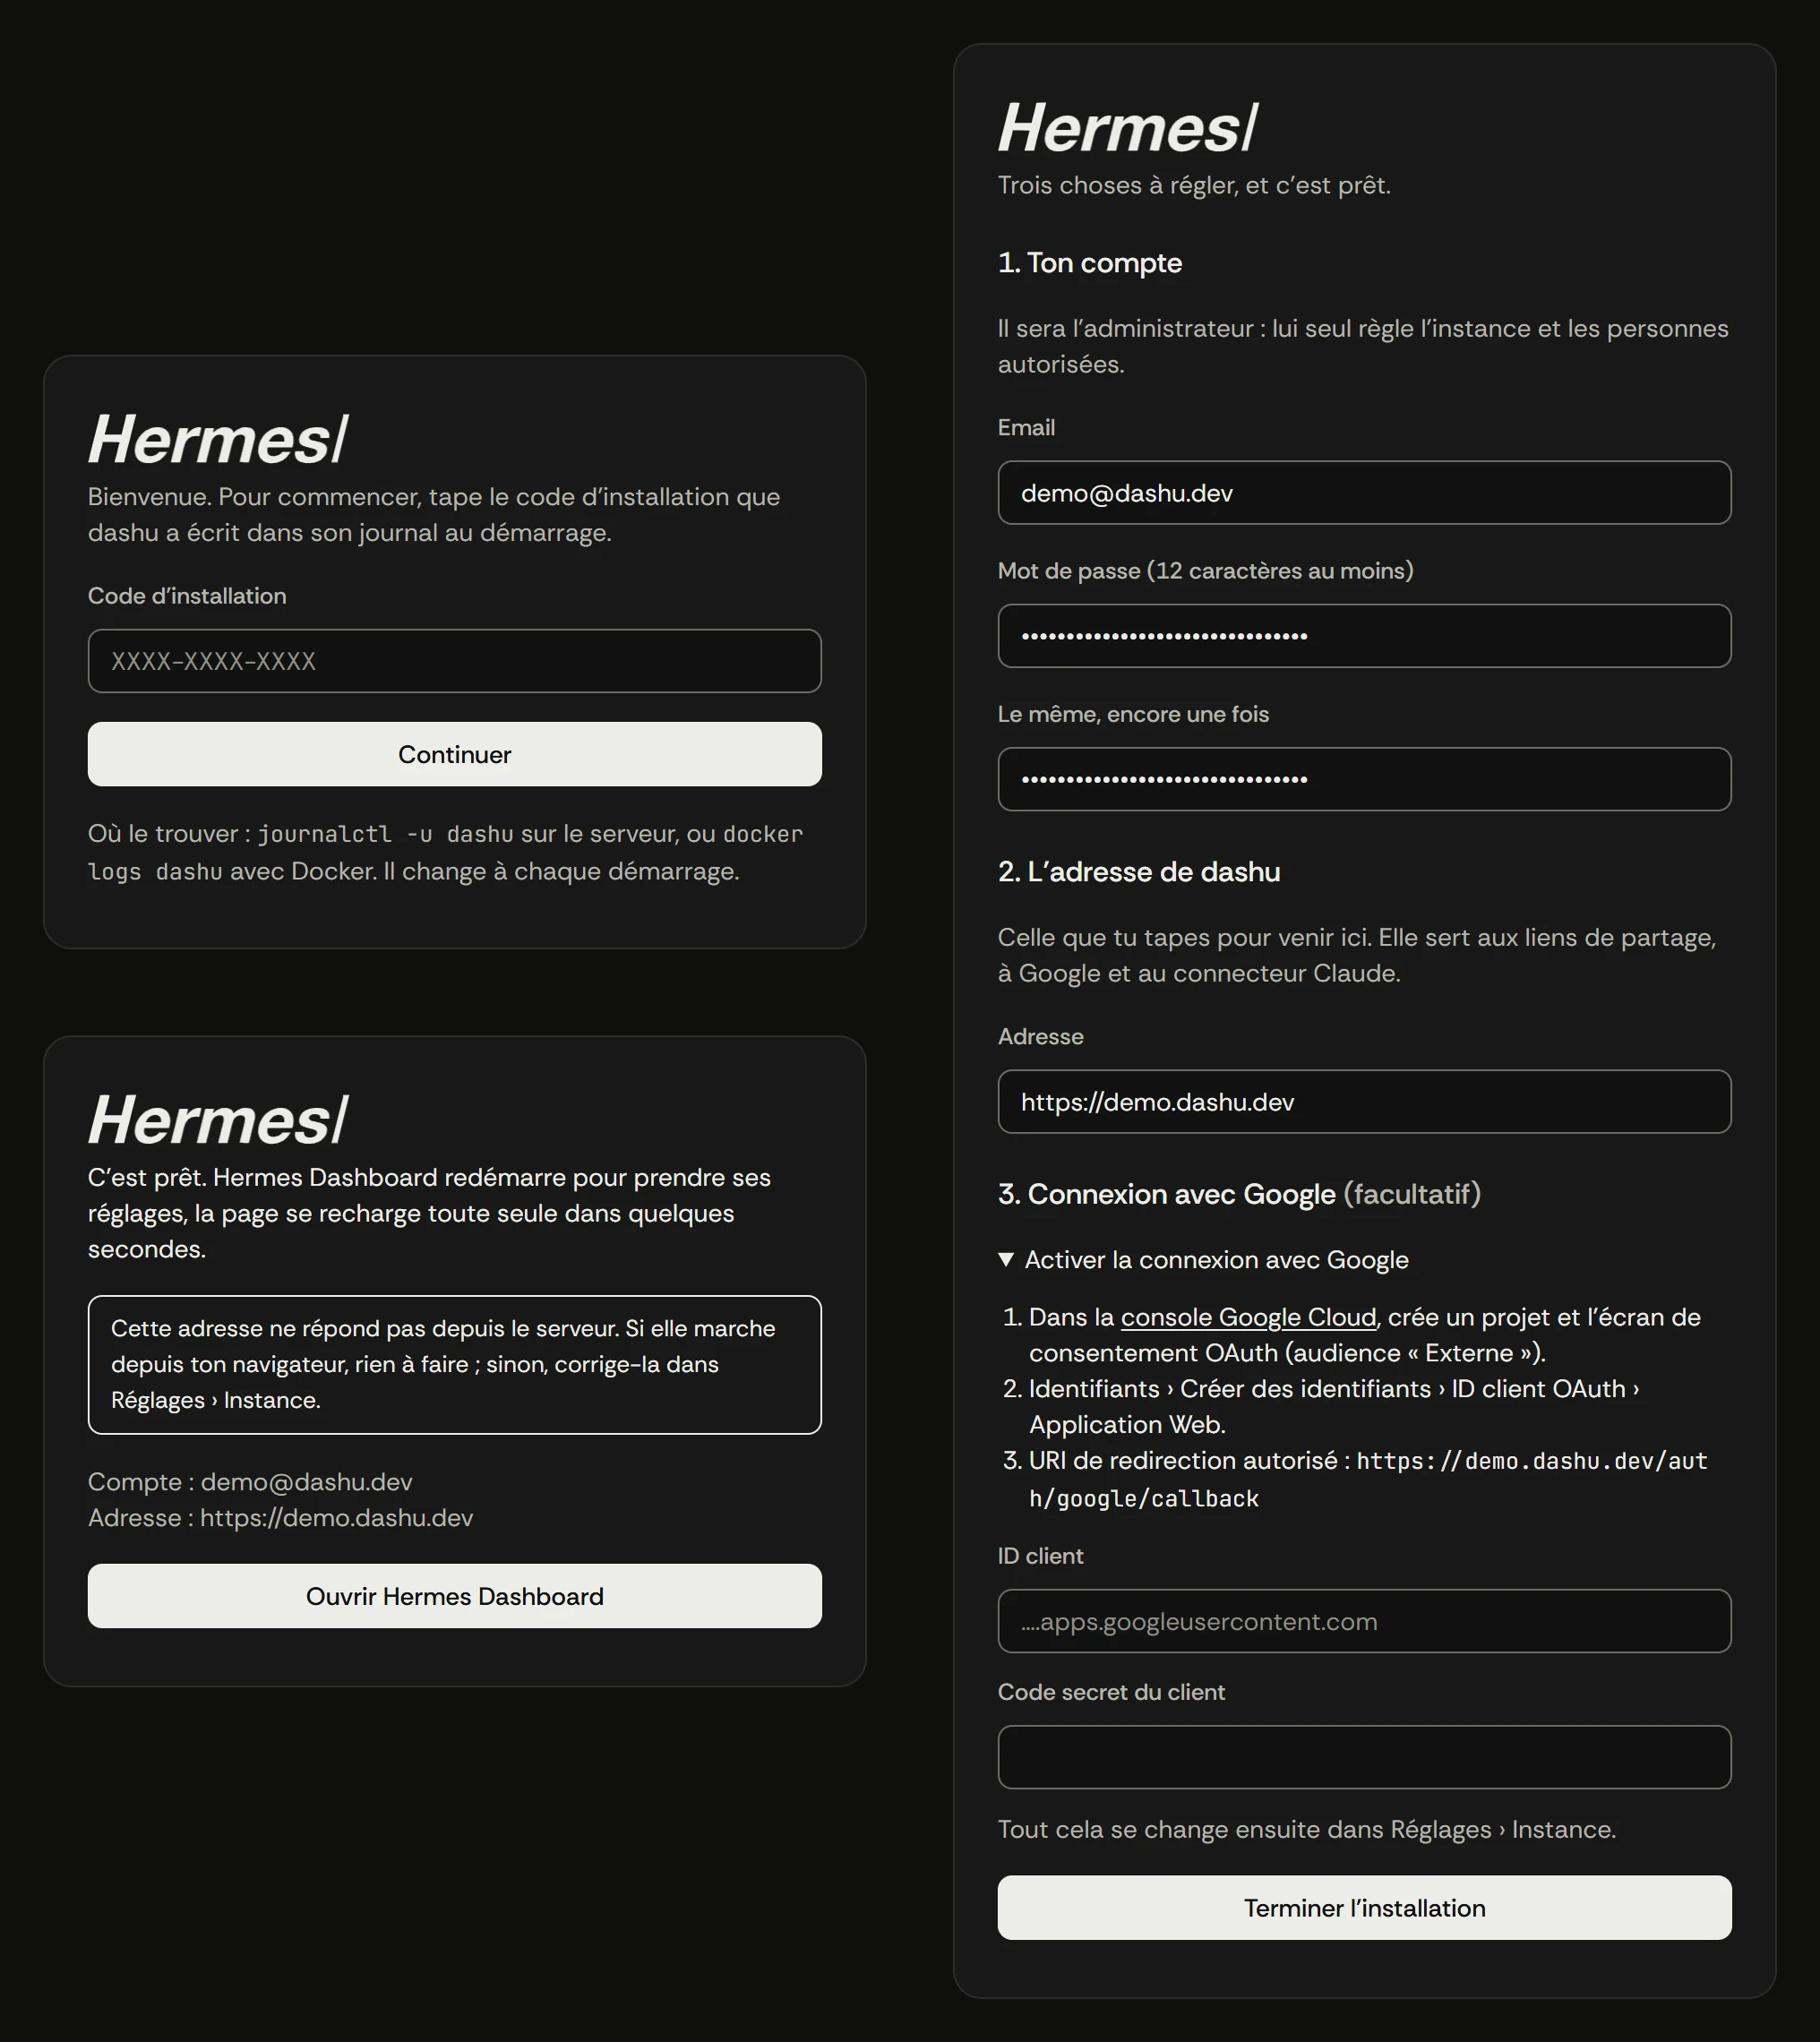 Hermes/
Bienvenue. Pour commencer, tape le code d’installation que
dashu a écrit dans son journal au démarrage.
Code d’installation
XXXX-XXXX-XXXX
Continuer
Où le trouver : journalctl -u dashu sur le serveur, ou docker
logs dashu avec Docker. Il change à chaque démarrage.
Hermes/
C’est prêt. Hermes Dashboard redémarre pour prendre ses
réglages, la page se recharge toute seule dans quelques
secondes.
Cette adresse ne répond pas depuis le serveur. Si elle marche
depuis ton navigateur, rien à faire ; sinon, corrige-la dans
Réglages › Instance.
Compte : demo@dashu.dev
Adresse : https://demo.dashu.dev
Ouvrir Hermes Dashboard
Hermes/
Trois choses à régler, et c’est prêt.
1. Ton compte
Il sera l’administrateur : lui seul règle l’instance et les personnes
autorisées.
Email
demo@dashu.dev
Mot de passe (12 caractères au moins)
••••••••••••••••••••••••••••••••
Le même, encore une fois
••••••••••••••••••••••••••••••••
2. L’adresse de dashu
Celle que tu tapes pour venir ici. Elle sert aux liens de partage,
à Google et au connecteur Claude.
Adresse
https://demo.dashu.dev
3. Connexion avec Google (facultatif)
▼ Activer la connexion avec Google
1. Dans la console Google Cloud, crée un projet et l’écran de
consentement OAuth (audience « Externe »).
2. Identifiants › Créer des identifiants › ID client OAuth ›
Application Web.
3. URI de redirection autorisé : https://demo.dashu.dev/aut
h/google/callback
ID client
….apps.googleusercontent.com
Code secret du client
Tout cela se change ensuite dans Réglages › Instance.
Terminer l’installation